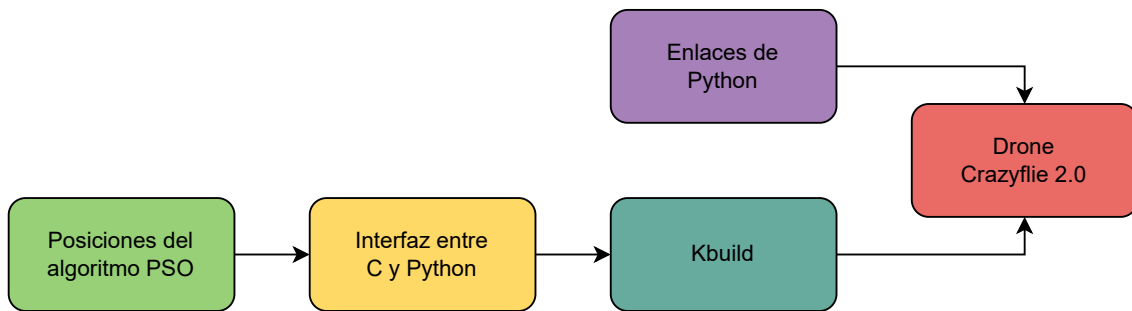 Enlaces de
Python
Drone
Crazyflie 2.0
Posiciones del
algoritmo PSO
Interfaz entre
C y Python
Kbuild